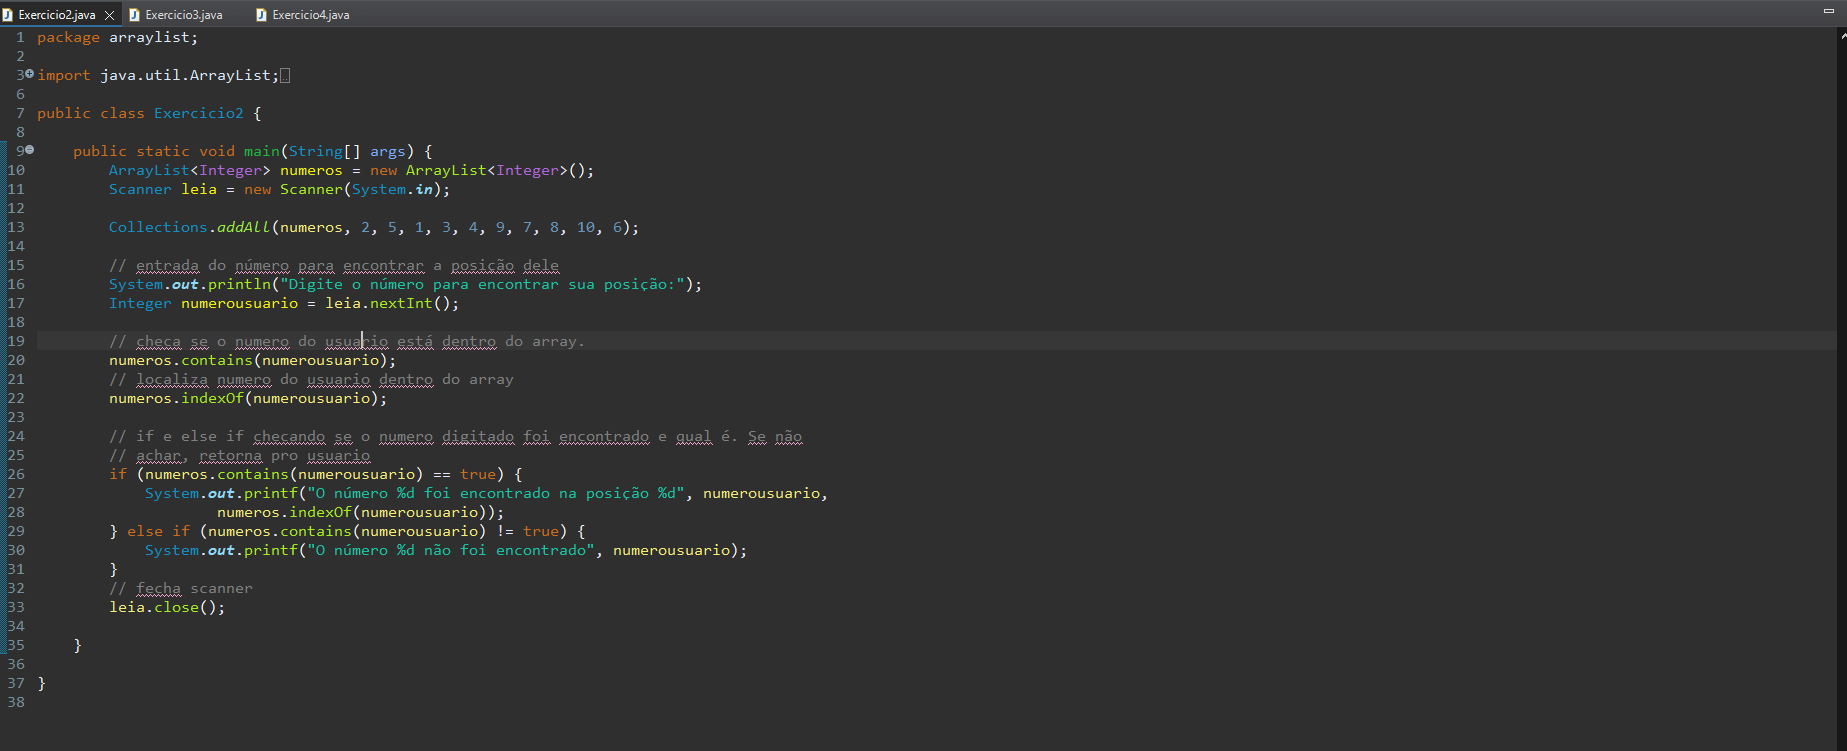 Exercicio2.java Exercicio3.java Exercicio4.java
1 package arraylist;
2
3 import java.util.ArrayList;
6
7 public class Exercicio2 {
8
9 public static void main(String[] args) {
10 ArrayList<Integer> numeros = new ArrayList<Integer>();
11 Scanner leia = new Scanner(System.in);
12
13 Collections.addAll(numeros, 2, 5, 1, 3, 4, 9, 7, 8, 10, 6);
14
15 // entrada do número para encontrar a posição dele
16 System.out.println("Digite o número para encontrar sua posição:");
17 Integer numerousuario = leia.nextInt();
18
19 // checa se o numero do usuario está dentro do array.
20 numeros.contains(numerousuario);
21 // localiza numero do usuario dentro do array
22 numeros.indexOf(numerousuario);
23
24 // if e else if checando se o numero digitado foi encontrado e qual é. Se não
25 // achar, retorna pro usuario
26 if (numeros.contains(numerousuario) == true) {
27 System.out.printf("O número %d foi encontrado na posição %d", numerousuario,
28 numeros.indexOf(numerousuario));
29 } else if (numeros.contains(numerousuario) != true) {
30 System.out.printf("O número %d não foi encontrado", numerousuario);
31 }
32 // fecha scanner
33 leia.close();
34
35 }
36
37 }
38